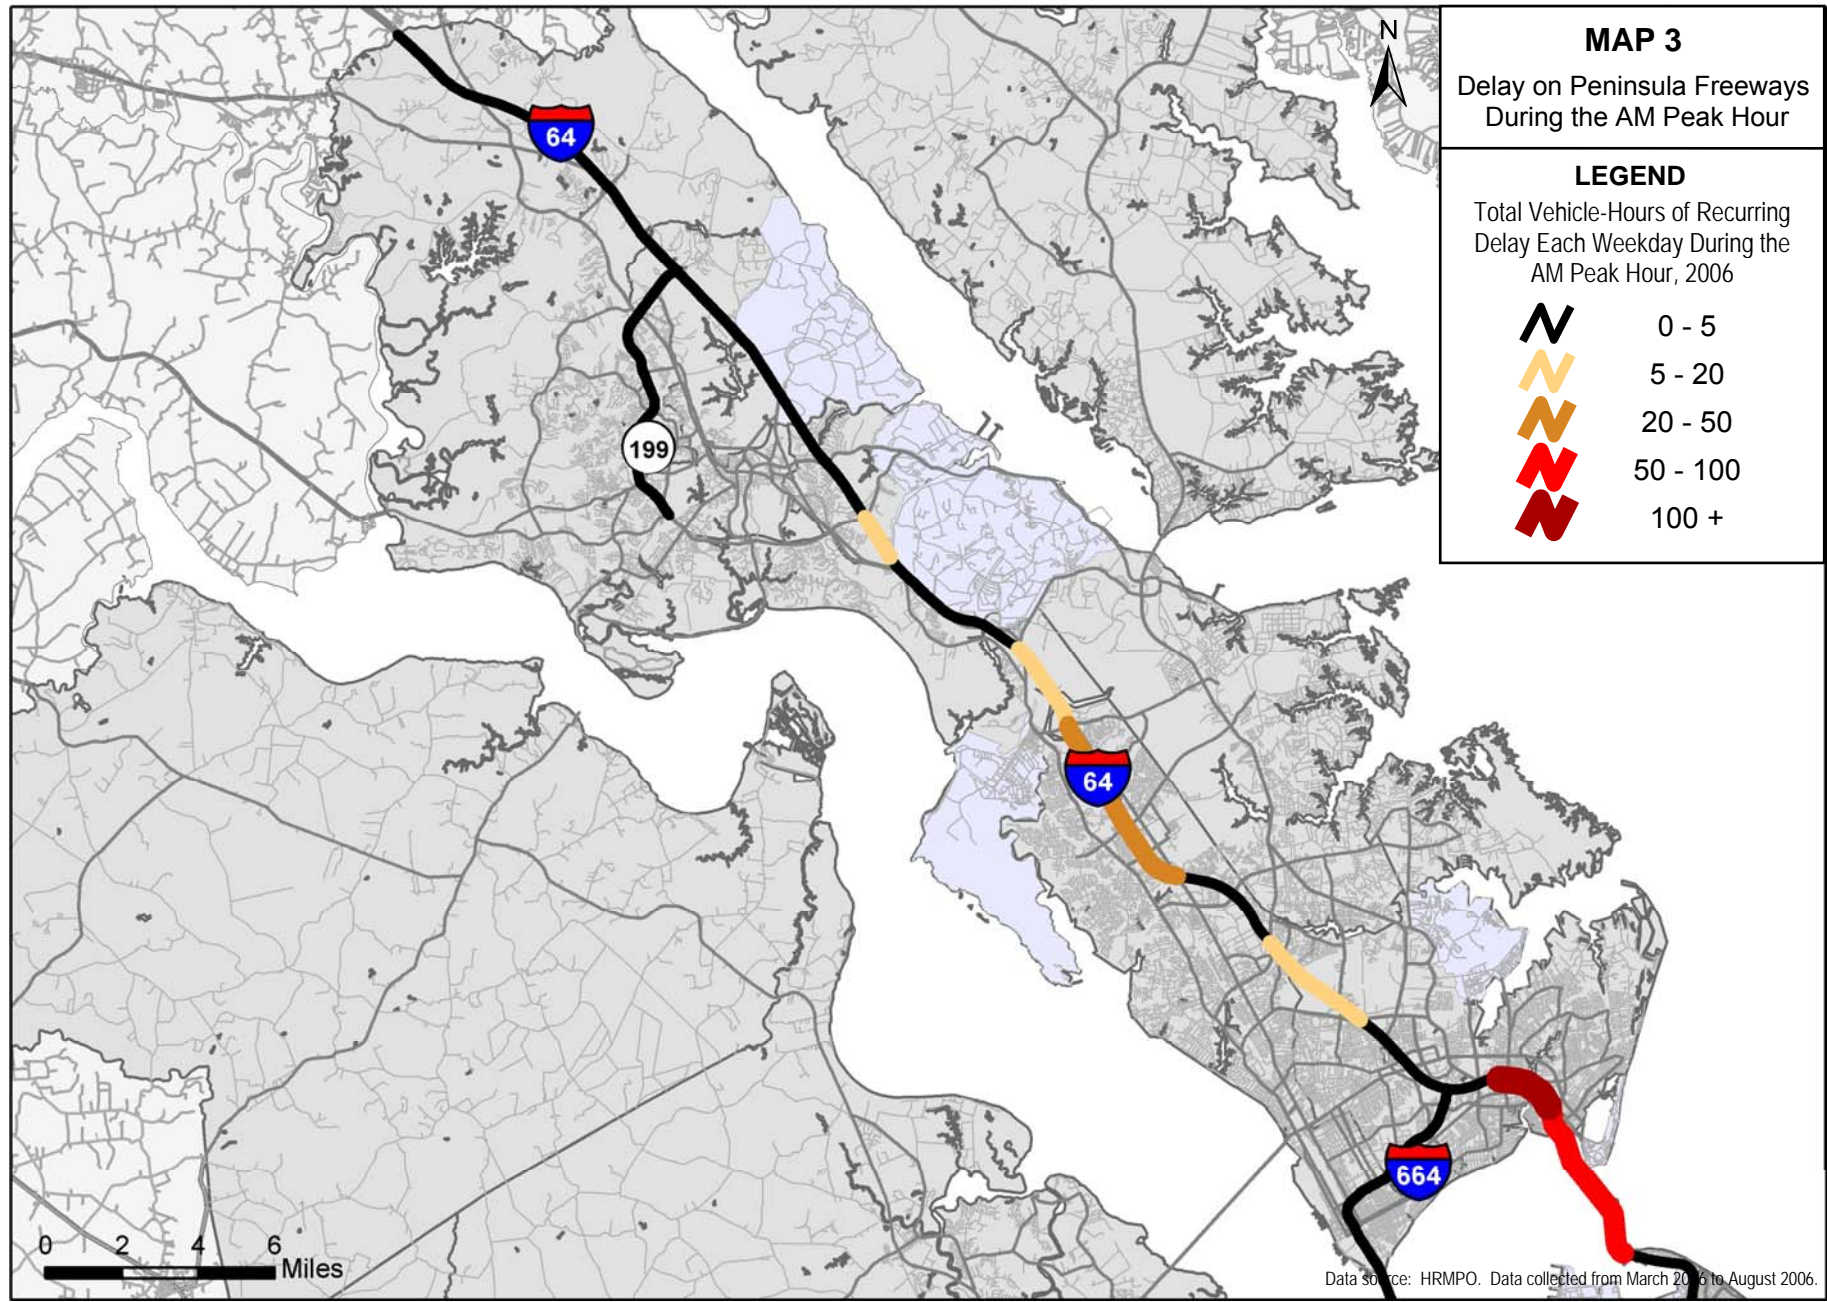 MAP 3
Delay on Peninsula Freeways
During the AM Peak Hour
LEGEND
Total Vehicle-Hours of Recurring
Delay Each Weekday During the
AM Peak Hour, 2006
0 - 5
5 - 20
20 - 50
50 - 100
100 +
N
64
199
64
664
0 2 4 6
Miles
Data source: HRMPO. Data collected from March 2006 to August 2006.